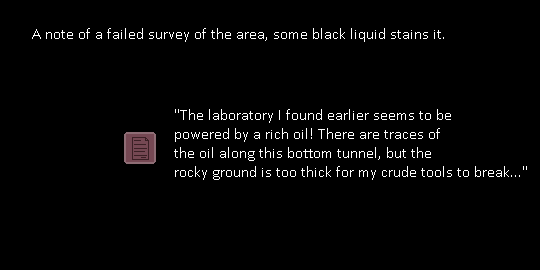 A note of a failed survey of the area, some black liquid stains it.
"The laboratory I found earlier seems to be
powered by a rich oil! There are traces of
the oil along this bottom tunnel, but the
rocky ground is too thick for my crude tools to break..."